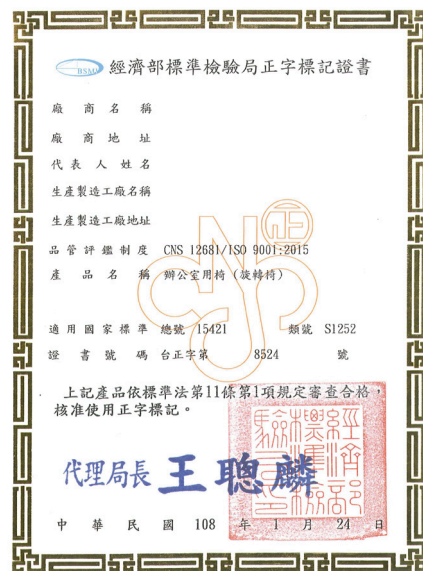 BSMI 經濟部標準檢驗局正字標記證書
廠商名稱
廠商地址
代表人姓名
生產製造工廠名稱
生產製造工廠地址
品管評鑑制度 CNS 12681/ISO 9001:2015
產品名稱 辦公室用椅(旋轉椅)
適用國家標準 總號 15421 類號 S1252
證書號碼 台正字第 8524 號
上記產品依標準法第11條第1項規定審查合格,
核准使用正字標記。
代理局長 王聰麟
中華民國 108 年 1 月 24 日